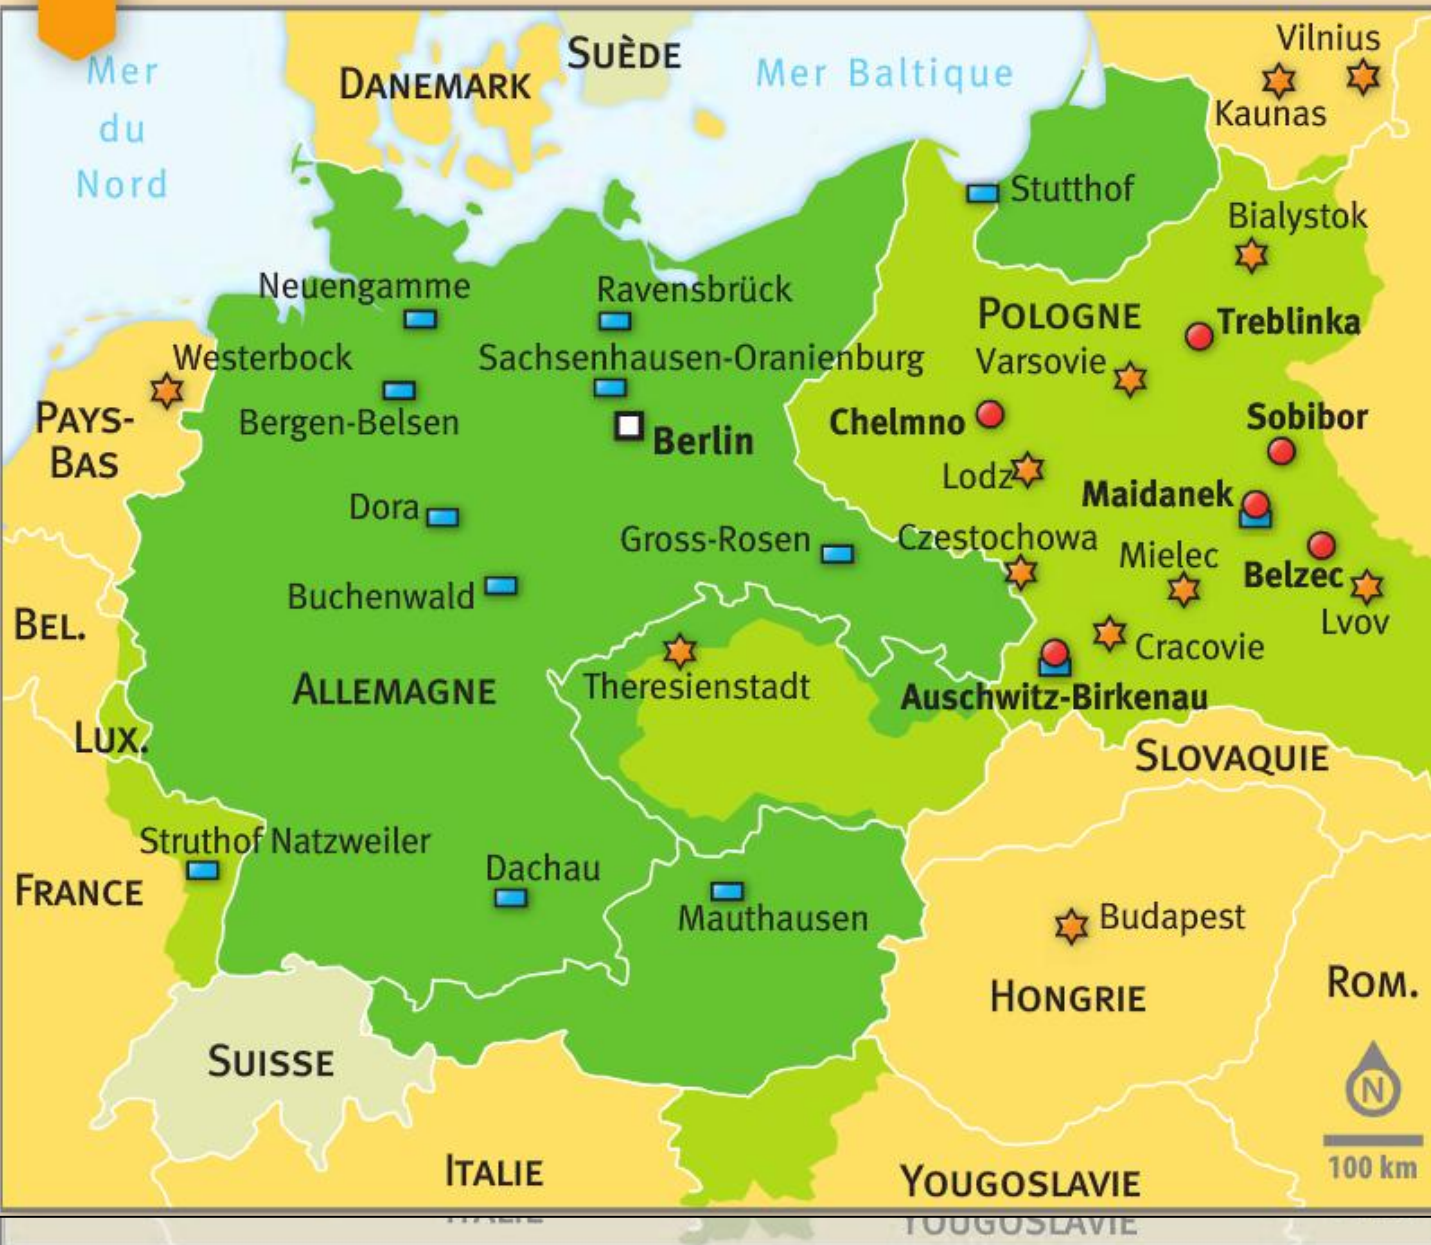 Mer
du
Nord
DANEMARK
SUÈDE
Mer Baltique
Vilnius
Kaunas
Stutthof
Bialystok
Neuengamme
Ravensbrück
POLOGNE
Treblinka
Westerbock
Sachsenhausen-Oranienburg
Varsovie
PAYS-
BAS
Bergen-Belsen
Berlin
Chelmno
Sobibor
Lodz
Maidanek
Dora
Gross-Rosen
Czestochowa
Mielec
Belzec
Buchenwald
BEL.
Lvov
Cracovie
ALLEMAGNE
Theresienstadt
Auschwitz-Birkenau
LUX.
SLOVAQUIE
Struthof Natzweiler
Dachau
FRANCE
Mauthausen
Budapest
HONGRIE
ROM.
SUISSE
N
100 km
ITALIE
YOUGOSLAVIE